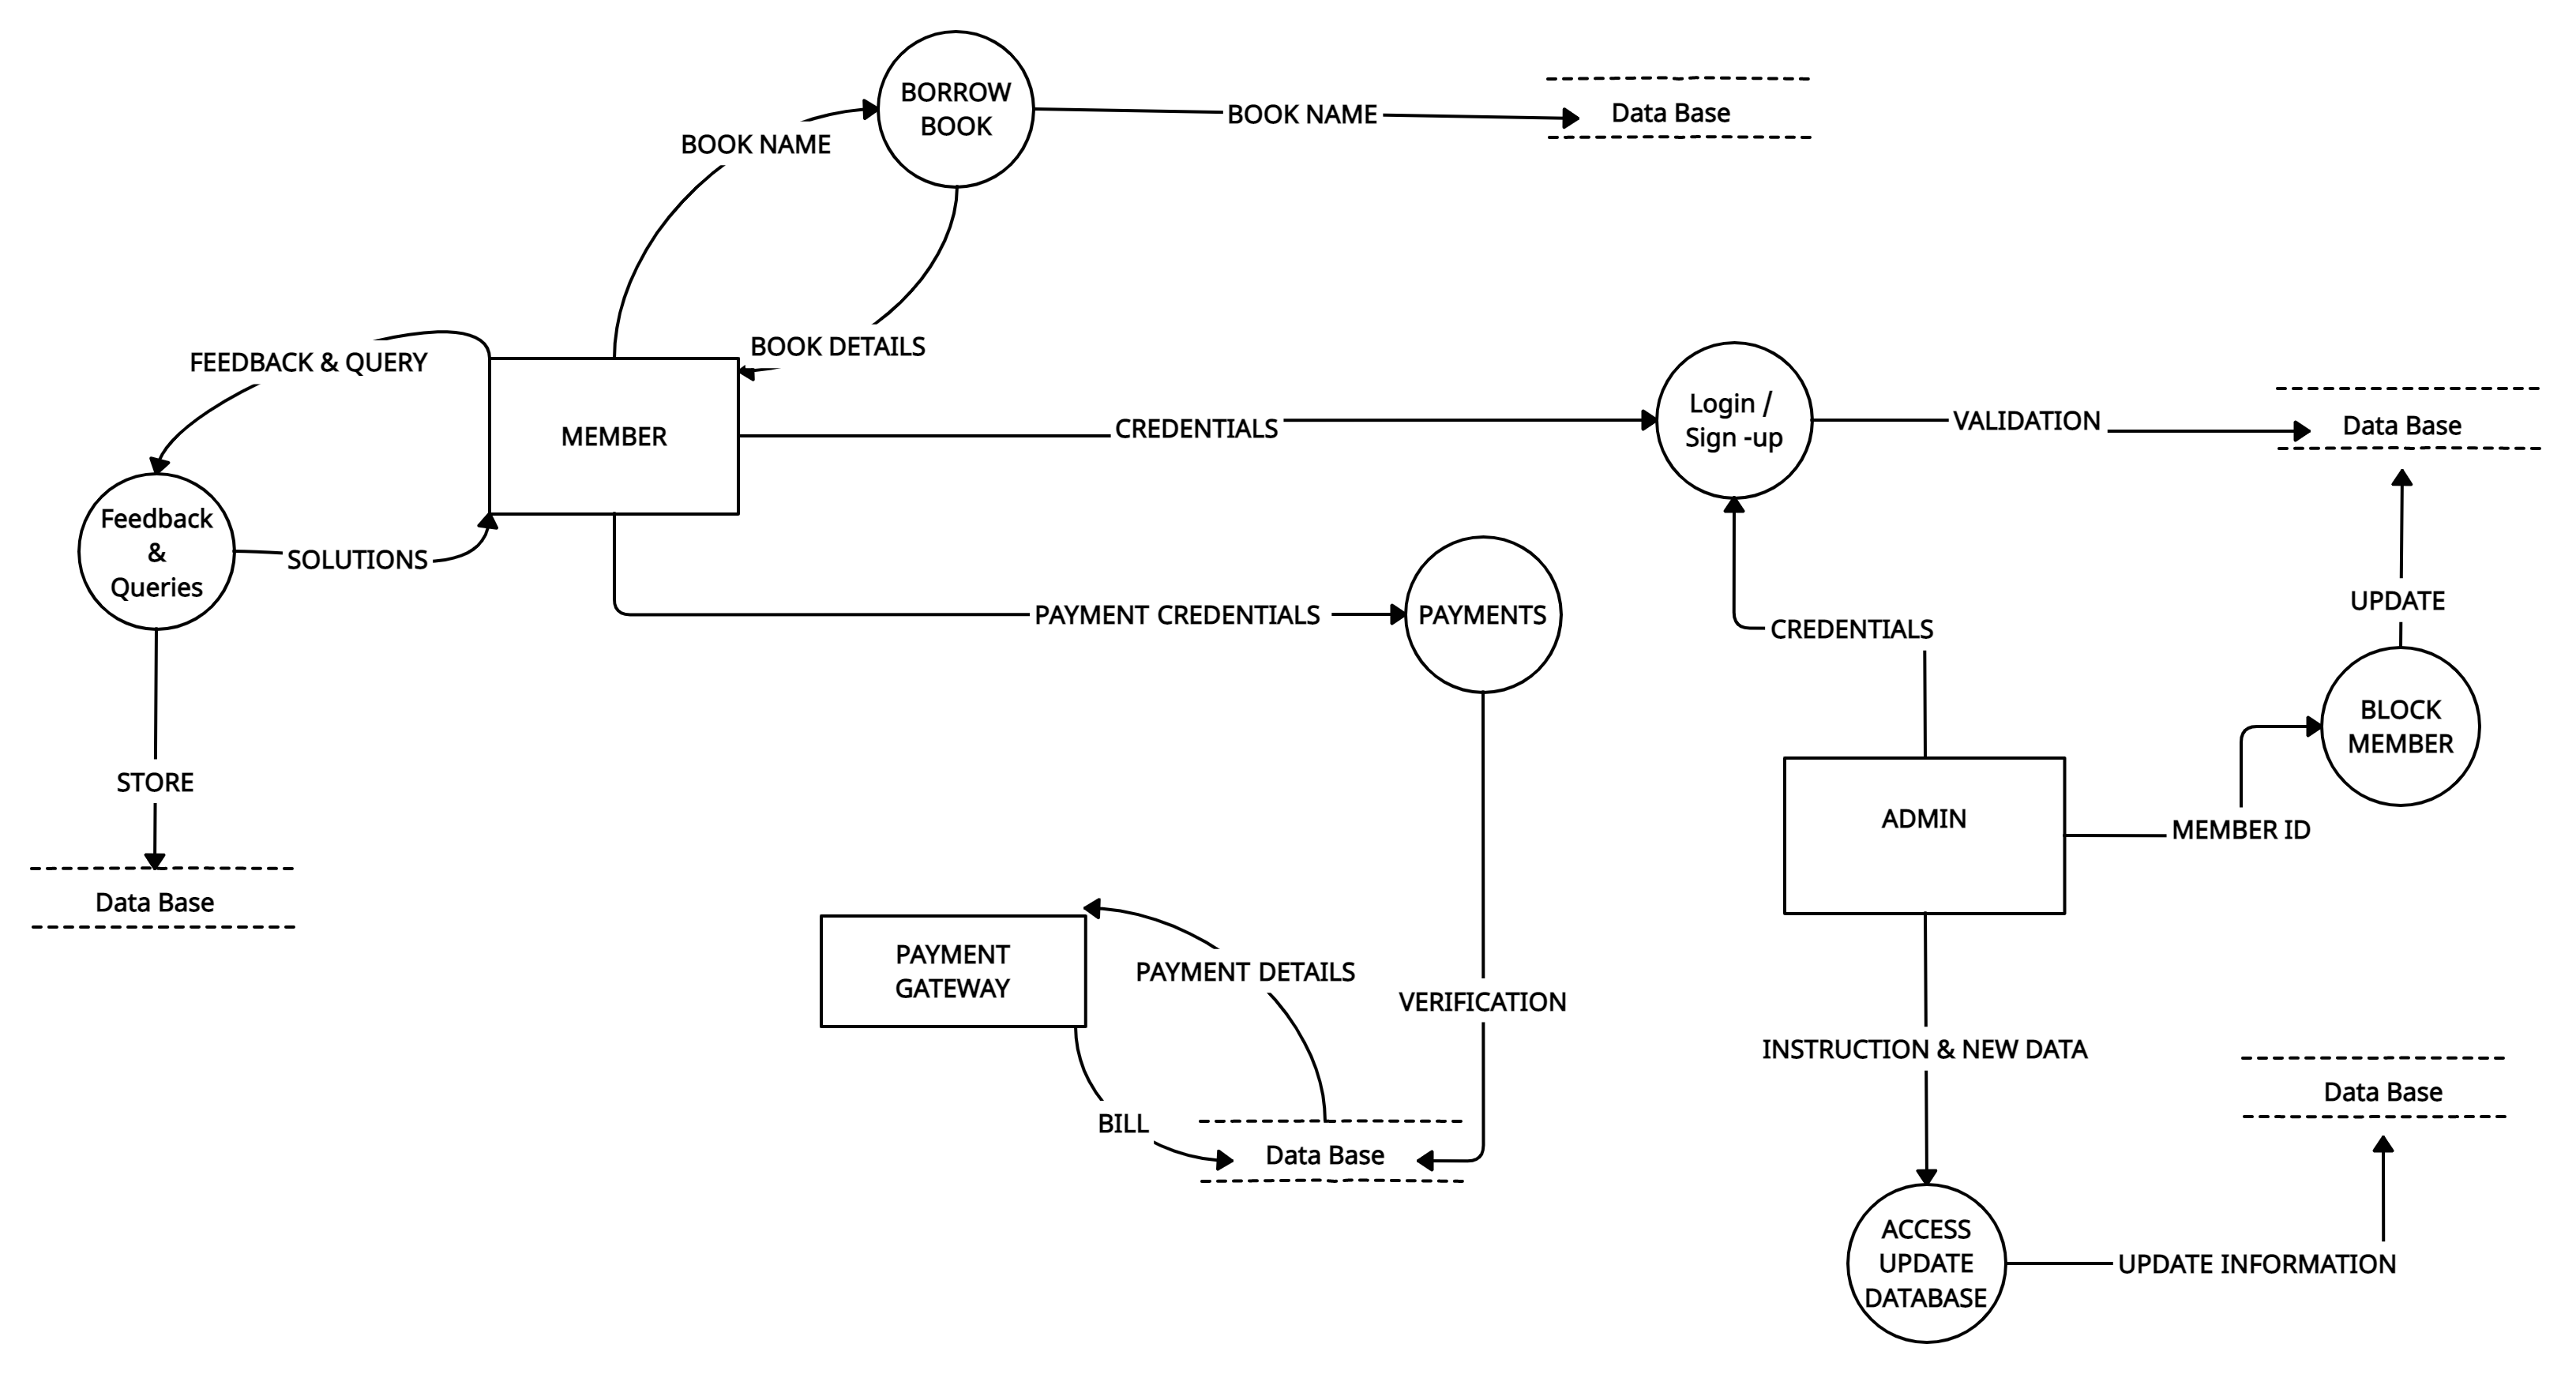 BORROW
BOOK
BOOK NAME
Data Base
BOOK NAME
BOOK DETAILS
FEEDBACK & QUERY
MEMBER
CREDENTIALS
Login /
Sign -up
VALIDATION
Data Base
Feedback
&
Queries
SOLUTIONS
PAYMENT CREDENTIALS
PAYMENTS
CREDENTIALS
UPDATE
BLOCK
MEMBER
STORE
ADMIN
MEMBER ID
Data Base
PAYMENT
GATEWAY
PAYMENT DETAILS
VERIFICATION
INSTRUCTION & NEW DATA
Data Base
BILL
Data Base
ACCESS
UPDATE
DATABASE
UPDATE INFORMATION